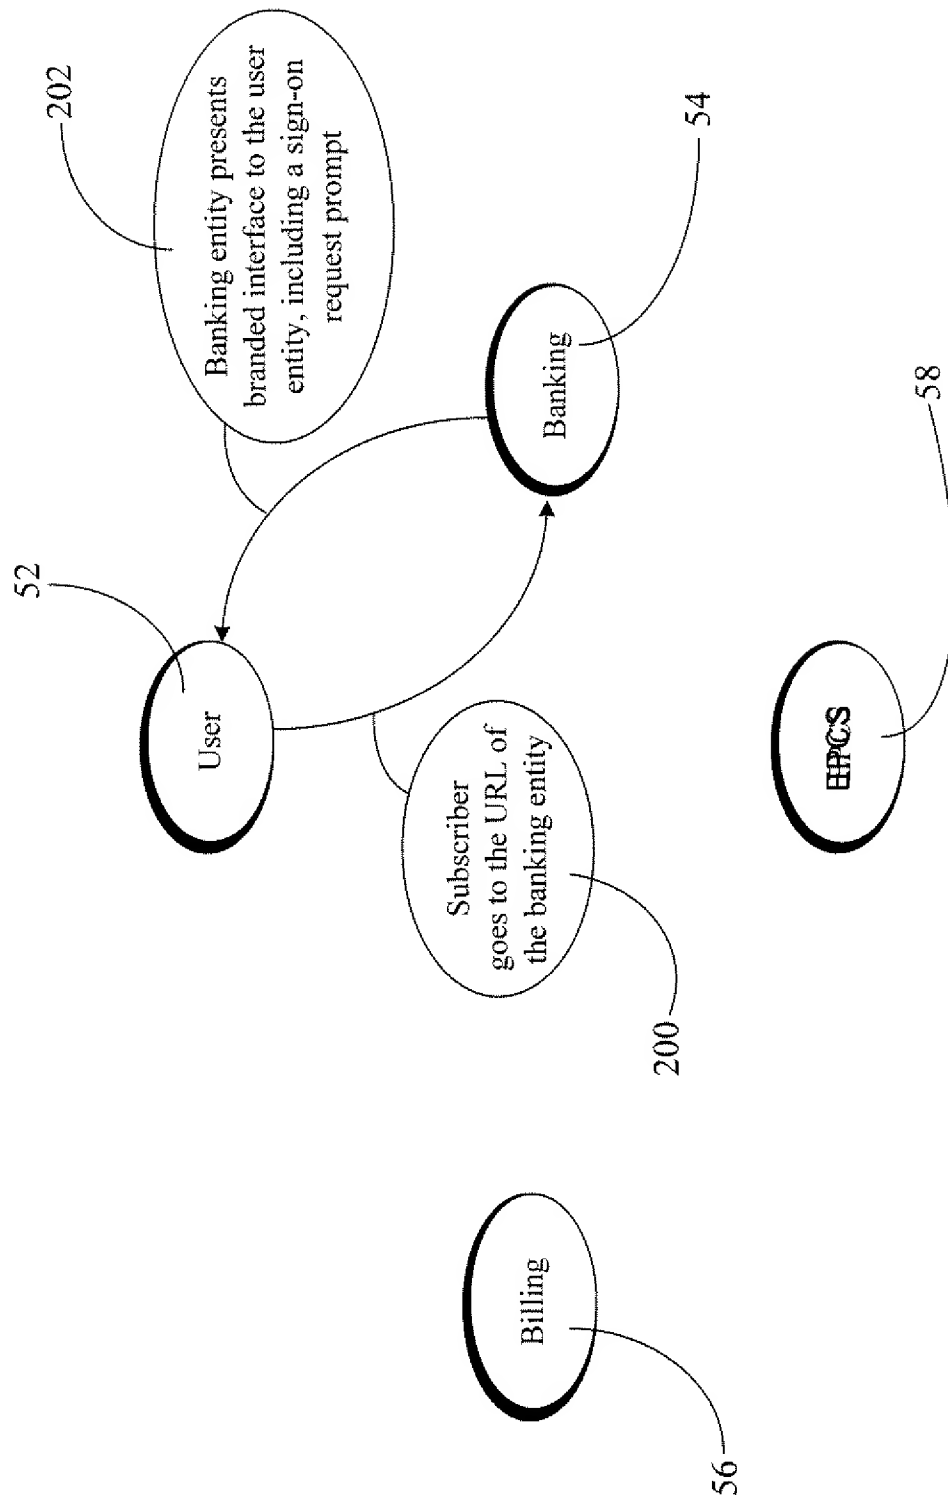 52
202
User
Banking entity presents
branded interface to the user
entity, including a sign-on
request prompt
Subscriber
goes to the URL of
the banking entity
200
Billing
Banking
56
54
58